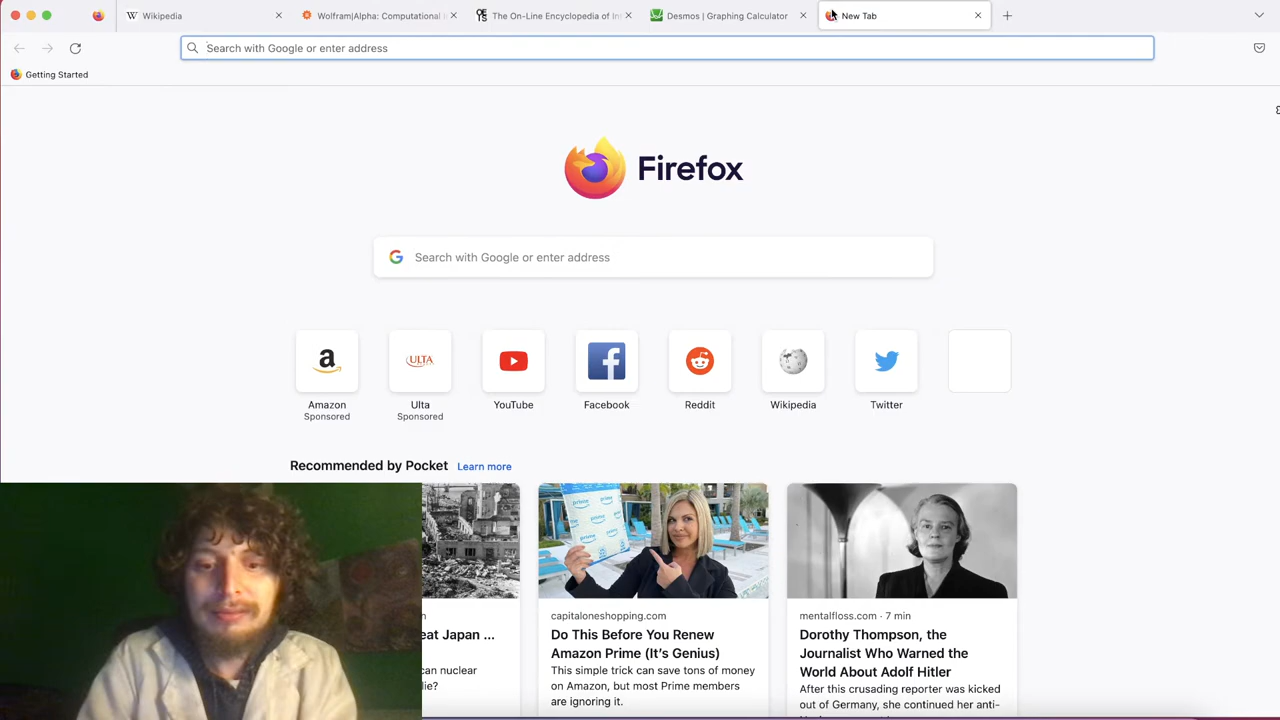 Wikipedia
Wolfram|Alpha: Computational I
The On-Line Encyclopedia of Int
Desmos | Graphing Calculator
New Tab
Search with Google or enter address
Getting Started
Firefox
Search with Google or enter address
a
ULTA
Amazon
Sponsored
Ulta
Sponsored
YouTube
Facebook
Reddit
Wikipedia
Twitter
Recommended by Pocket
Learn more
eat Japan ...
can nuclear
die?
capitaloneshopping.com
Do This Before You Renew
Amazon Prime (It's Genius)
This simple trick can save tons of money
on Amazon, but most Prime members
are ignoring it.
mentalfloss.com · 7 min
Dorothy Thompson, the
Journalist Who Warned the
World About Adolf Hitler
After this crusading reporter was kicked
out of Germany, she continued her anti-